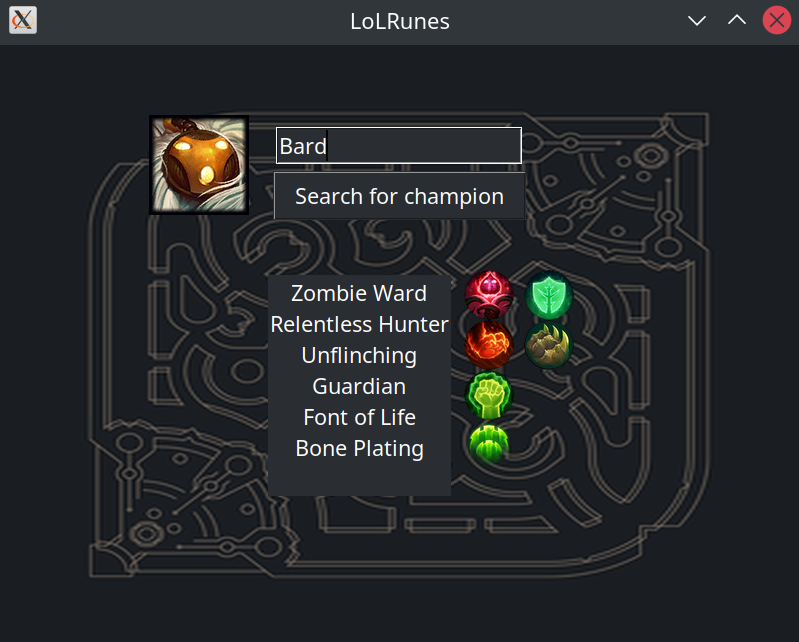 LoLRunes
Bard
Search for champion
Zombie Ward
Relentless Hunter
Unflinching
Guardian
Font of Life
Bone Plating